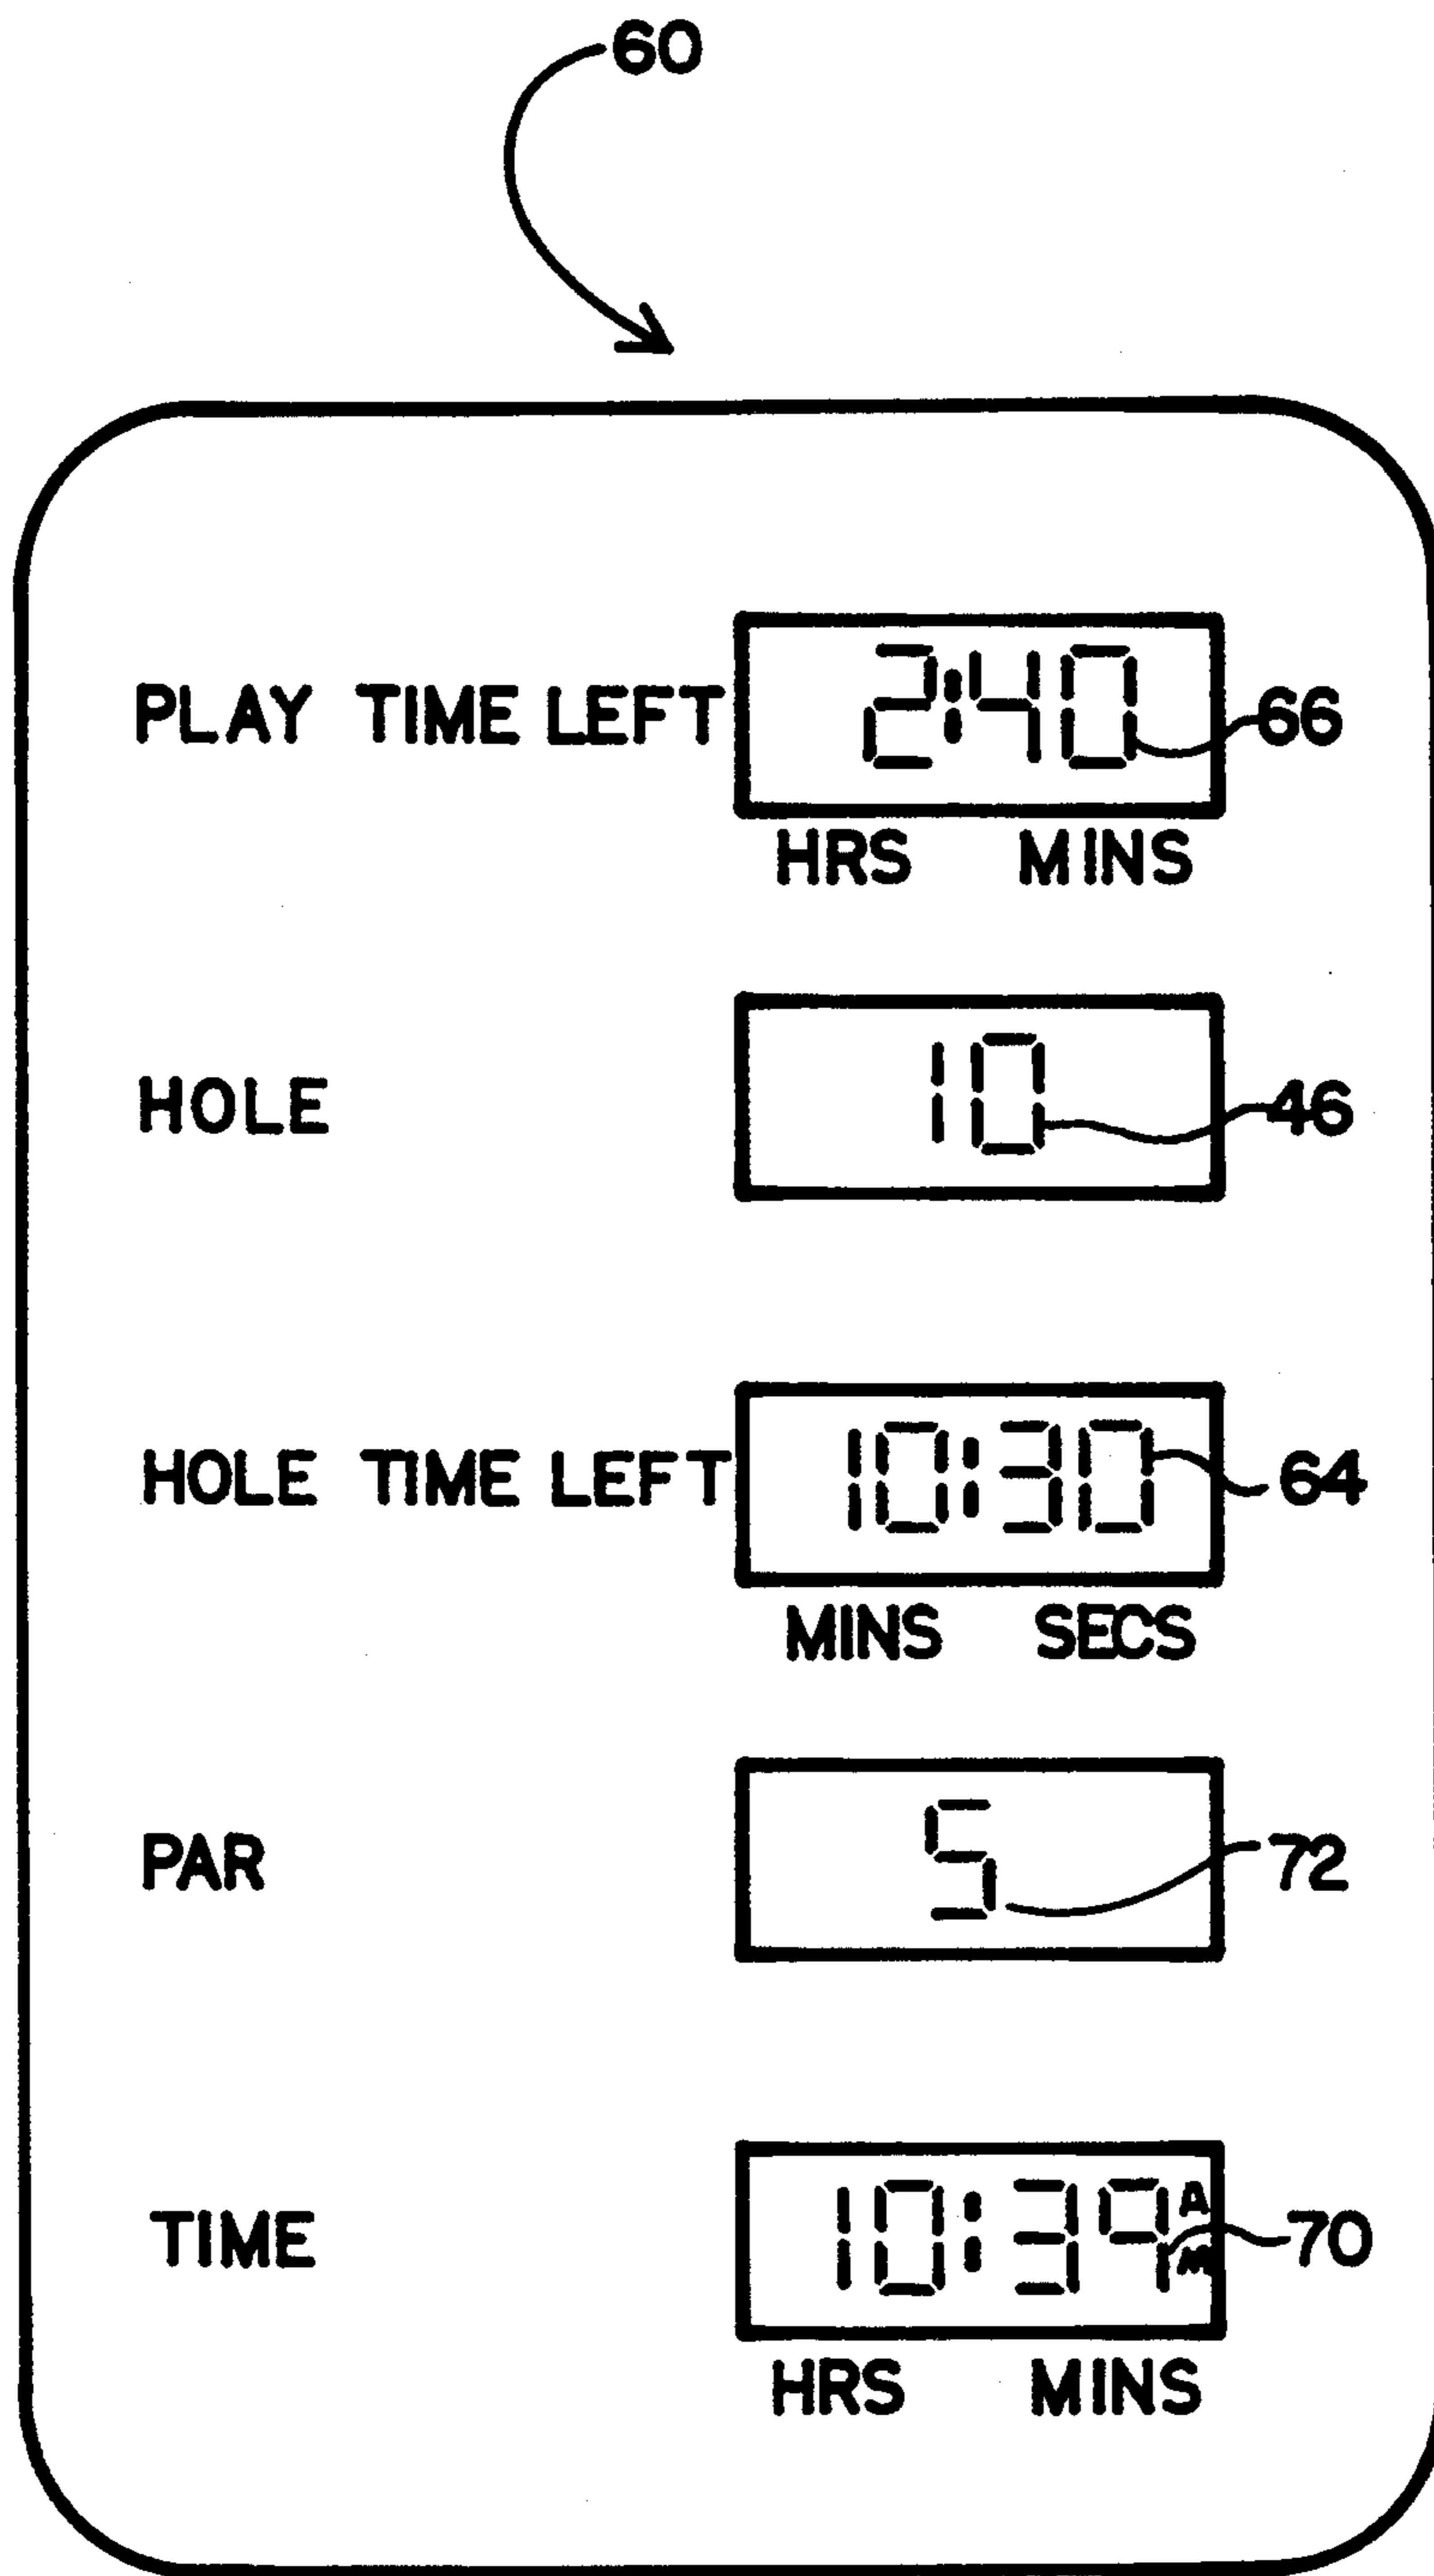 60
PLAY TIME LEFT 2:40 66
HRS MINS
HOLE 10 46
HOLE TIME LEFT 10:30 64
MINS SECS
PAR 5 72
TIME 10:39 AM 70
HRS MINS